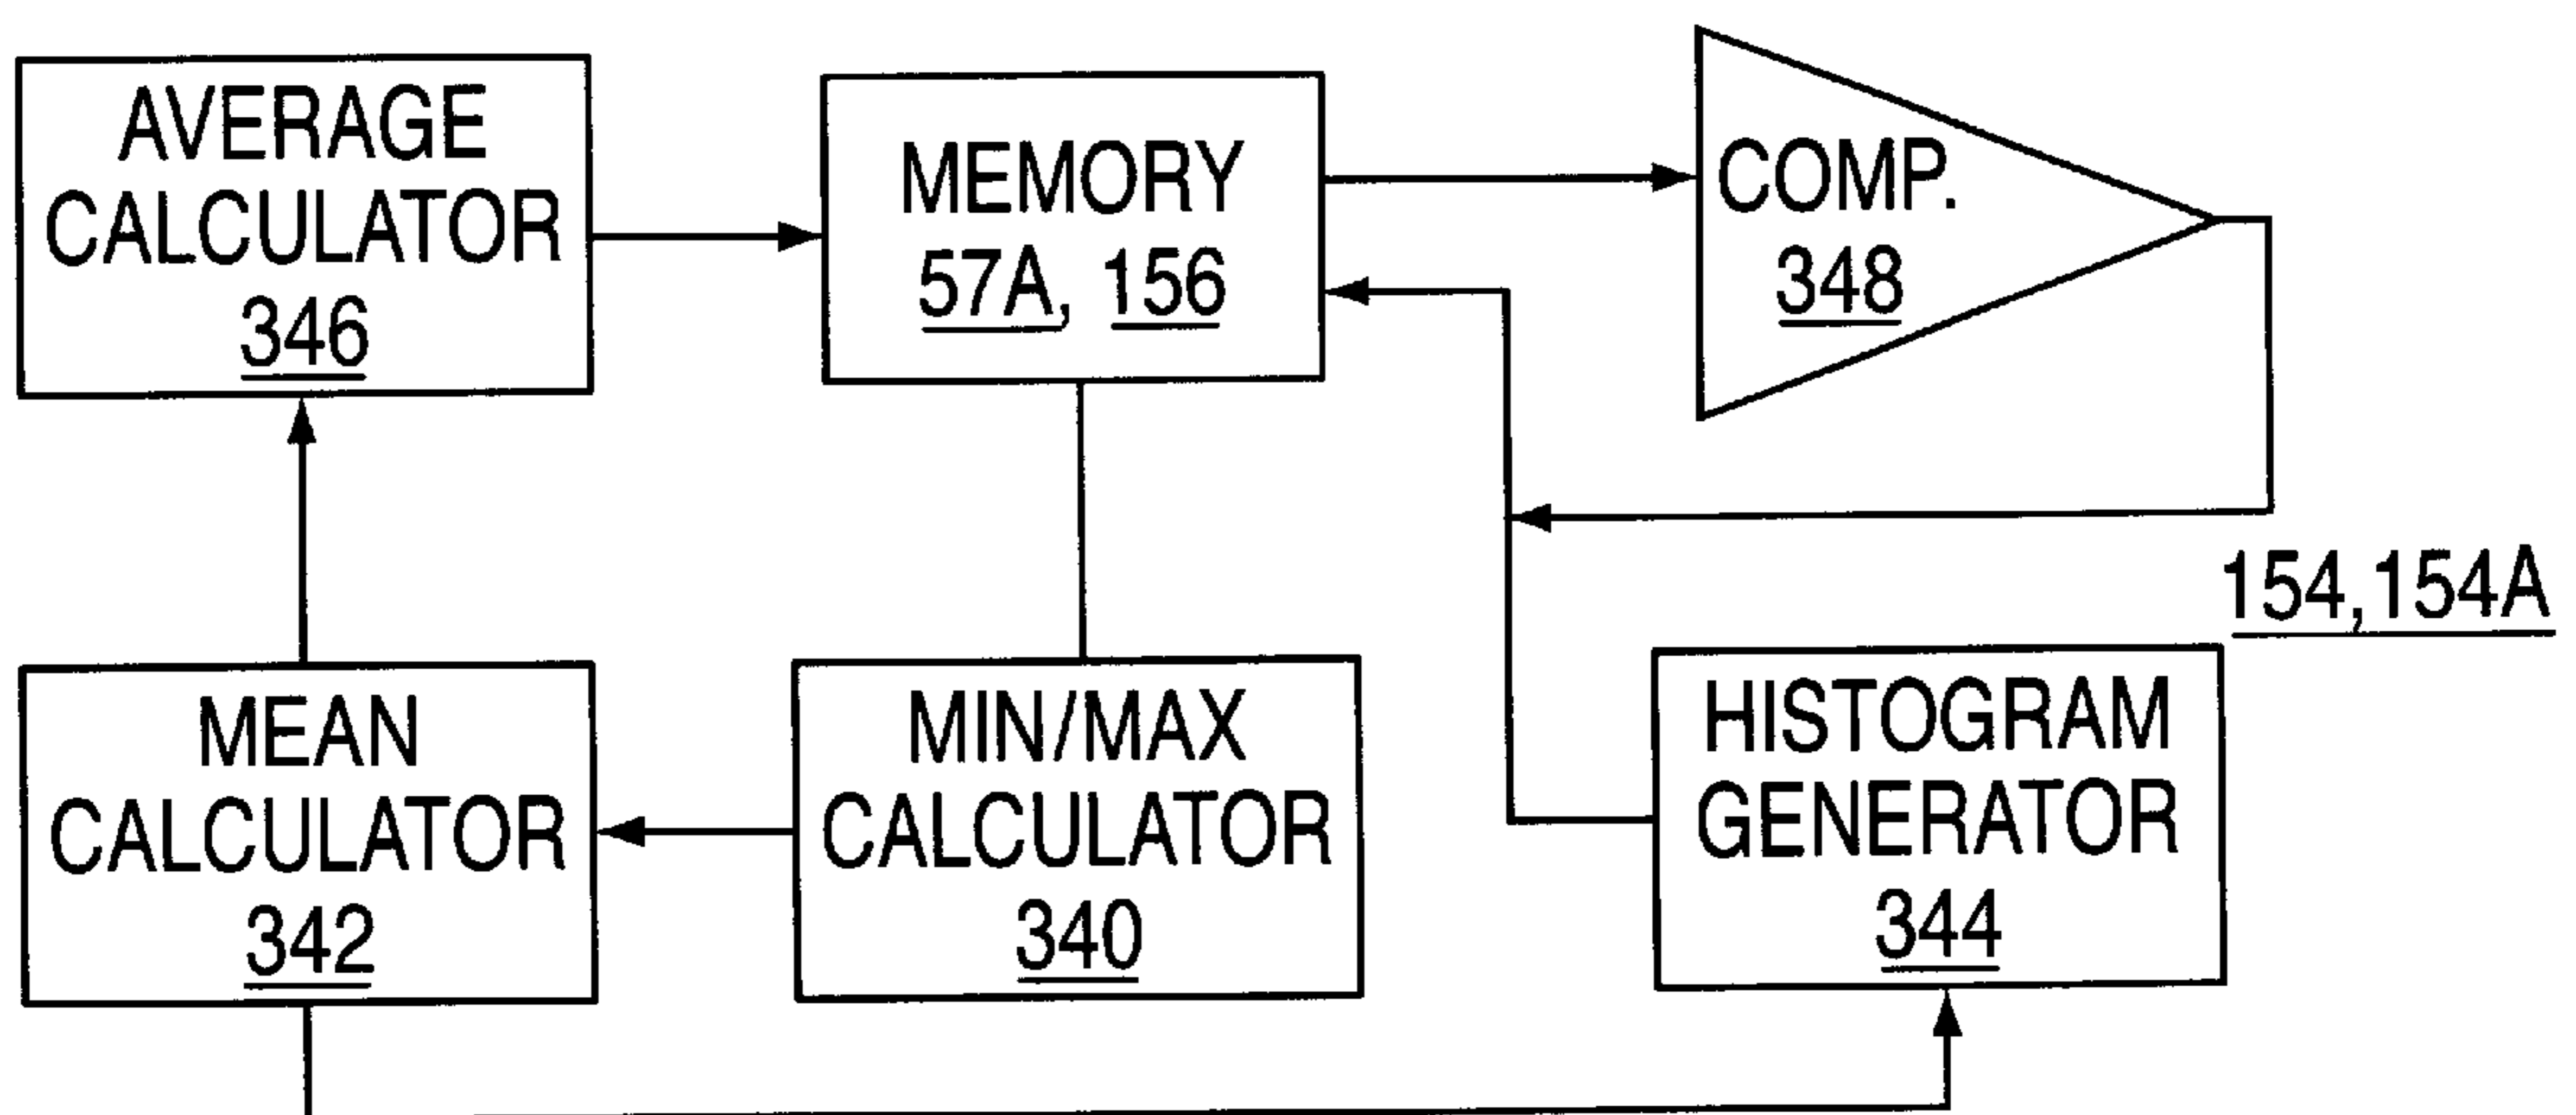 AVERAGE
CALCULATOR
346
MEMORY
57A, 156
COMP.
348
154,154A
MEAN
CALCULATOR
342
MIN/MAX
CALCULATOR
340
HISTOGRAM
GENERATOR
344